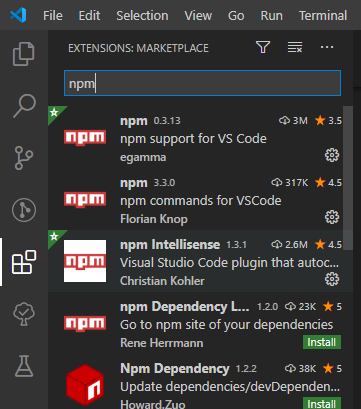 File Edit Selection View Go Run Terminal
EXTENSIONS: MARKETPLACE
npm
npm 0.3.13 3M 3.5
npm support for VS Code
egamma
npm 3.3.0 317K 4.5
npm commands for VSCode
Florian Knop
npm Intellisense 1.3.1 2.6M 4.5
Visual Studio Code plugin that autoc...
Christian Kohler
npm Dependency L... 1.2.0 23K 5
Go to npm site of your dependencies
Rene Herrmann Install
Npm Dependency 1.2.2 38K 5
Update dependencies/devDependen...
Howard.Zuo Install